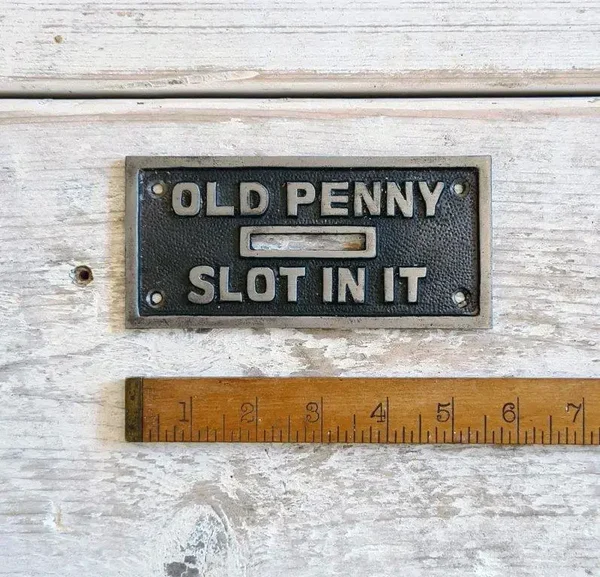 OLD PENNY
SLOT IN IT
1 2 3 4 5 6 7